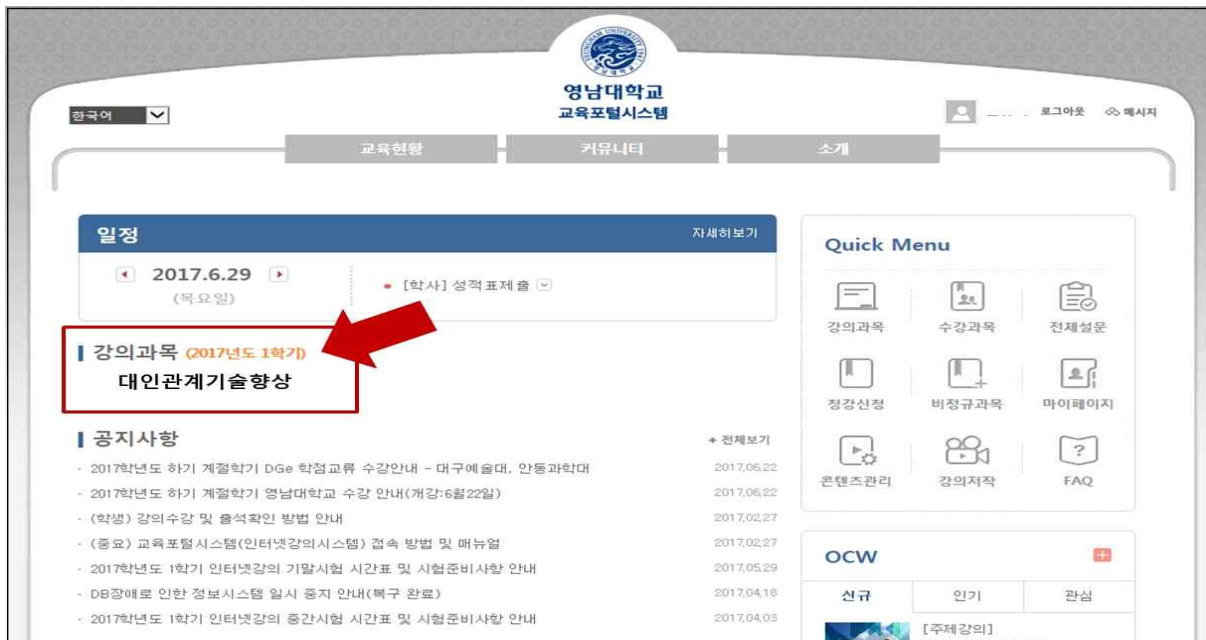 YEUNGNAM UNIVERSITY 1947
영남대학교
교육포털시스템
한국어
로그아웃 메시지
교육현황 커뮤니티 소개
일정 자세히보기
2017.6.29
(목요일)
• [학사] 성적표제출
강의과목 (2017년도 1학기)
대인관계기술향상
공지사항 + 전체보기
· 2017학년도 하기 계절학기 DGe 학점교류 수강안내 - 대구예술대, 안동과학대 2017.06.22
· 2017학년도 하기 계절학기 영남대학교 수강 안내(개강:6월22일) 2017.06.22
· (학생) 강의수강 및 출석확인 방법 안내 2017.02.27
· (중요) 교육포털시스템(인터넷강의시스템) 접속 방법 및 매뉴얼 2017.02.27
· 2017학년도 1학기 인터넷강의 기말시험 시간표 및 시험준비사항 안내 2017.05.29
· DB장애로 인한 정보시스템 일시 중지 안내(복구 완료) 2017.04.18
· 2017학년도 1학기 인터넷강의 중간시험 시간표 및 시험준비사항 안내 2017.04.03
Quick Menu
강의과목 수강과목 전체설문
청강신청 비정규과목 마이페이지
콘텐츠관리 강의저작 FAQ
OCW
신규 인기 관심
[주제강의]